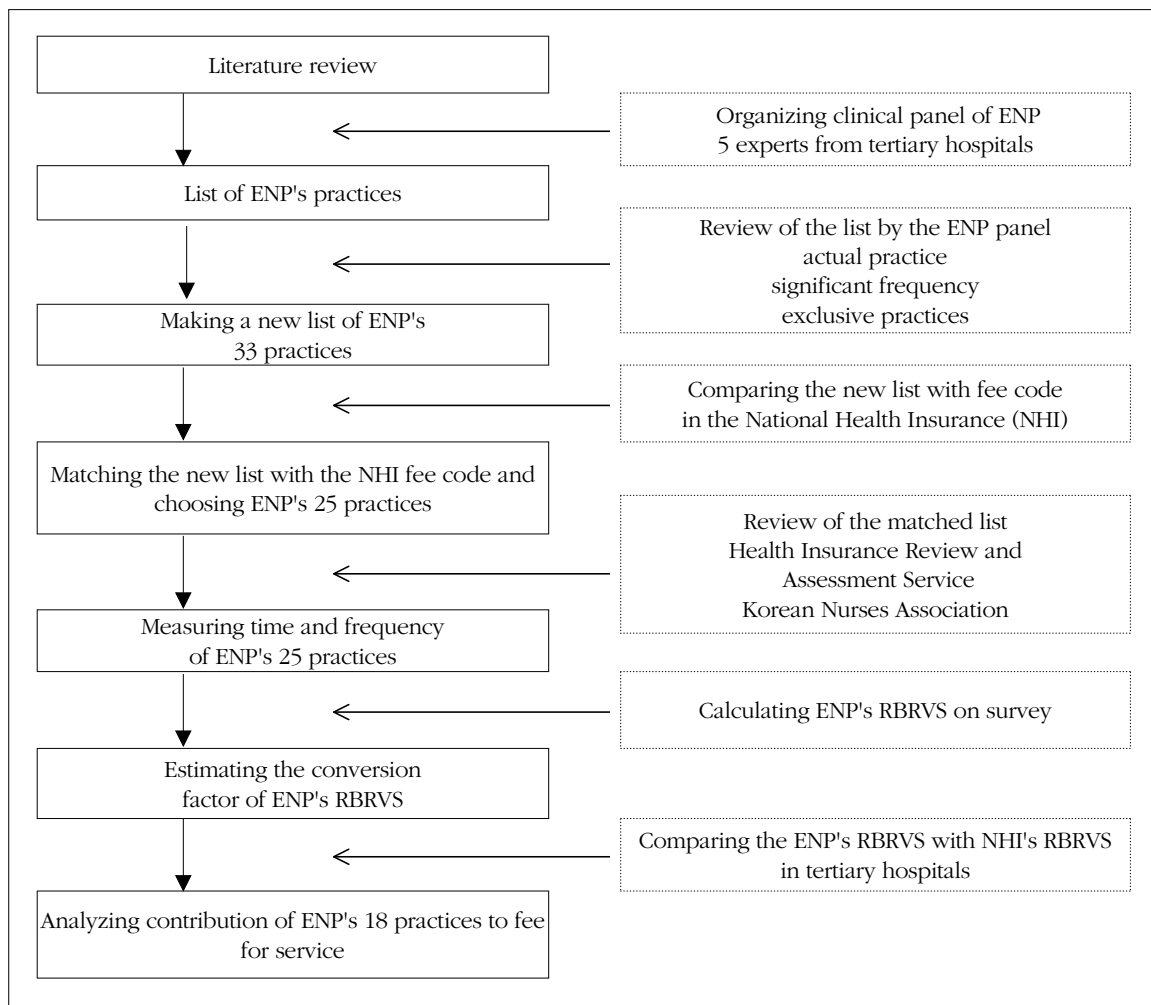 Literature review
Organizing clinical panel of ENP
5 experts from tertiary hospitals
List of ENP's practices
Review of the list by the ENP panel
actual practice
significant frequency
exclusive practices
Making a new list of ENP's
33 practices
Comparing the new list with fee code
in the National Health Insurance (NHI)
Matching the new list with the NHI fee code and
choosing ENP's 25 practices
Review of the matched list
Health Insurance Review and
Assessment Service
Korean Nurses Association
Measuring time and frequency
of ENP's 25 practices
Calculating ENP's RBRVS on survey
Estimating the conversion
factor of ENP's RBRVS
Comparing the ENP's RBRVS with NHI's RBRVS
in tertiary hospitals
Analyzing contribution of ENP's 18 practices to fee
for service